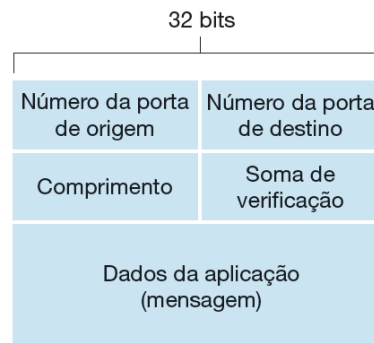 32 bits
Número da porta
de origem
Número da porta
de destino
Comprimento
Soma de
verificação
Dados da aplicação
(mensagem)